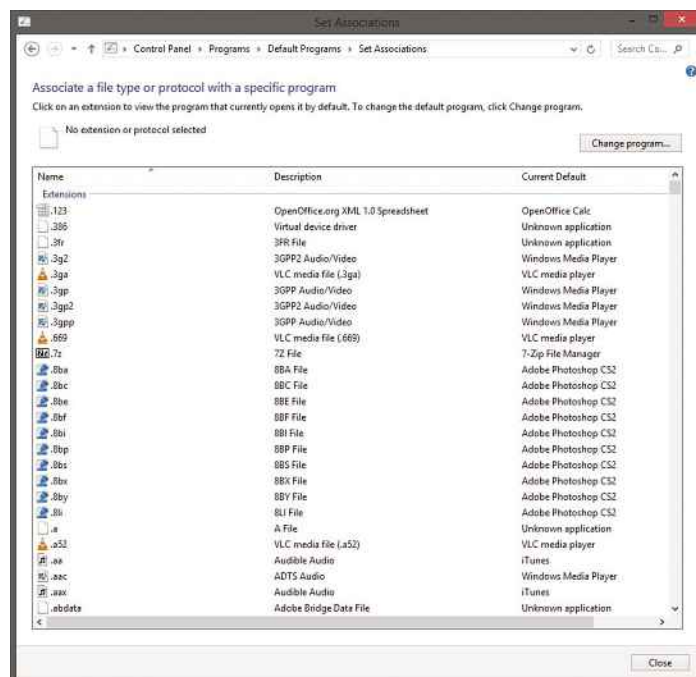 Set Associations
Control Panel ▸ Programs ▸ Default Programs ▸ Set Associations
Search Co...
Associate a file type or protocol with a specific program
Click on an extension to view the program that currently opens it by default. To change the default program, click Change program.
No extension or protocol selected
Change program...
Name Description Current Default
Extensions
.123 OpenOffice.org XML 1.0 Spreadsheet OpenOffice Calc
.386 Virtual device driver Unknown application
.3fr 3FR File Unknown application
.3g2 3GPP2 Audio/Video Windows Media Player
.3ga VLC media file (.3ga) VLC media player
.3gp 3GPP Audio/Video Windows Media Player
.3gp2 3GPP2 Audio/Video Windows Media Player
.3gpp 3GPP Audio/Video Windows Media Player
.669 VLC media file (.669) VLC media player
.7z 7Z File 7-Zip File Manager
.8ba 8BA File Adobe Photoshop CS2
.8bc 8BC File Adobe Photoshop CS2
.8be 8BE File Adobe Photoshop CS2
.8bf 8BF File Adobe Photoshop CS2
.8bi 8BI File Adobe Photoshop CS2
.8bp 8BP File Adobe Photoshop CS2
.8bs 8BS File Adobe Photoshop CS2
.8bx 8BX File Adobe Photoshop CS2
.8by 8BY File Adobe Photoshop CS2
.8li 8LI File Adobe Photoshop CS2
.a A File Unknown application
.a52 VLC media file (.a52) VLC media player
.aa Audible Audio iTunes
.aac ADTS Audio Windows Media Player
.aax Audible Audio iTunes
.abdata Adobe Bridge Data File Unknown application
Close